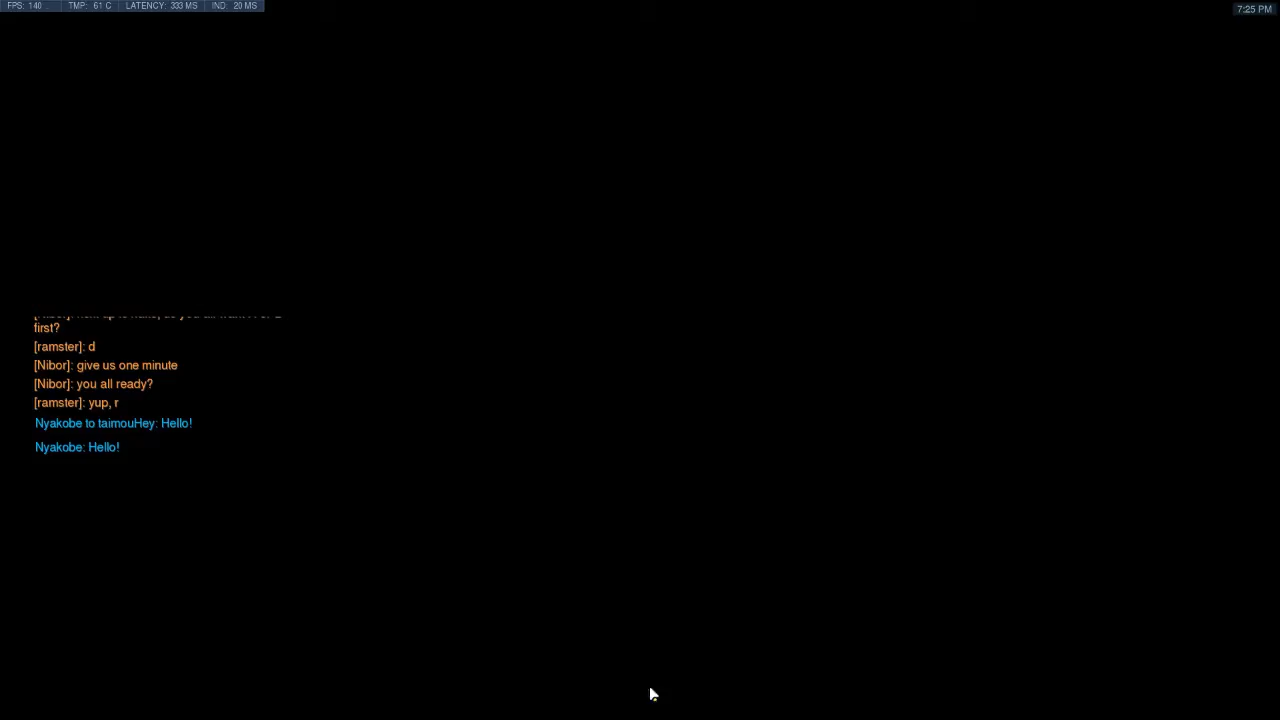 FPS: 140 TMP: 61 C LATENCY: 333 MS IND: 20 MS
7:25 PM
first?
[ramster]: d
[Nibor]: give us one minute
[Nibor]: you all ready?
[ramster]: yup, r
Nyakobe to taimouHey: Hello!
Nyakobe: Hello!